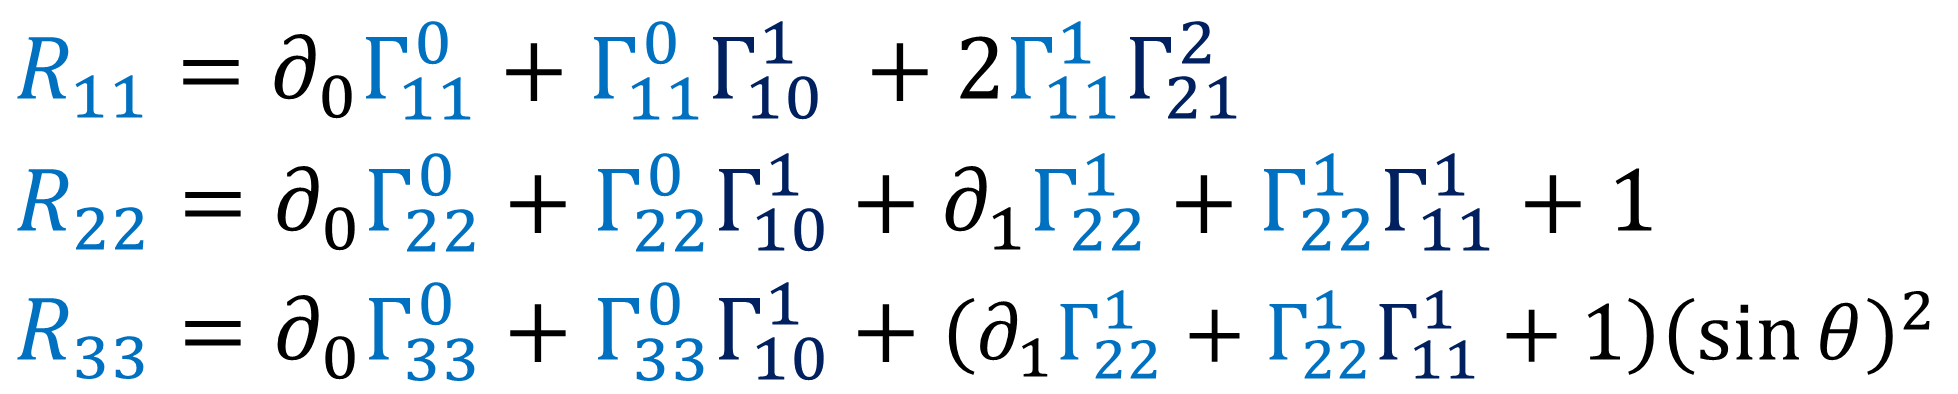 R₁₁ = ∂₀Γ⁰₁₁ + Γ⁰₁₁Γ¹₁₀ + 2Γ¹₁₁Γ²₂₁
R₂₂ = ∂₀Γ⁰₂₂ + Γ⁰₂₂Γ¹₁₀ + ∂₁Γ¹₂₂ + Γ¹₂₂Γ¹₁₁ + 1
R₃₃ = ∂₀Γ⁰₃₃ + Γ⁰₃₃Γ¹₁₀ + (∂₁Γ¹₂₂ + Γ¹₂₂Γ¹₁₁ + 1)(sin θ)²